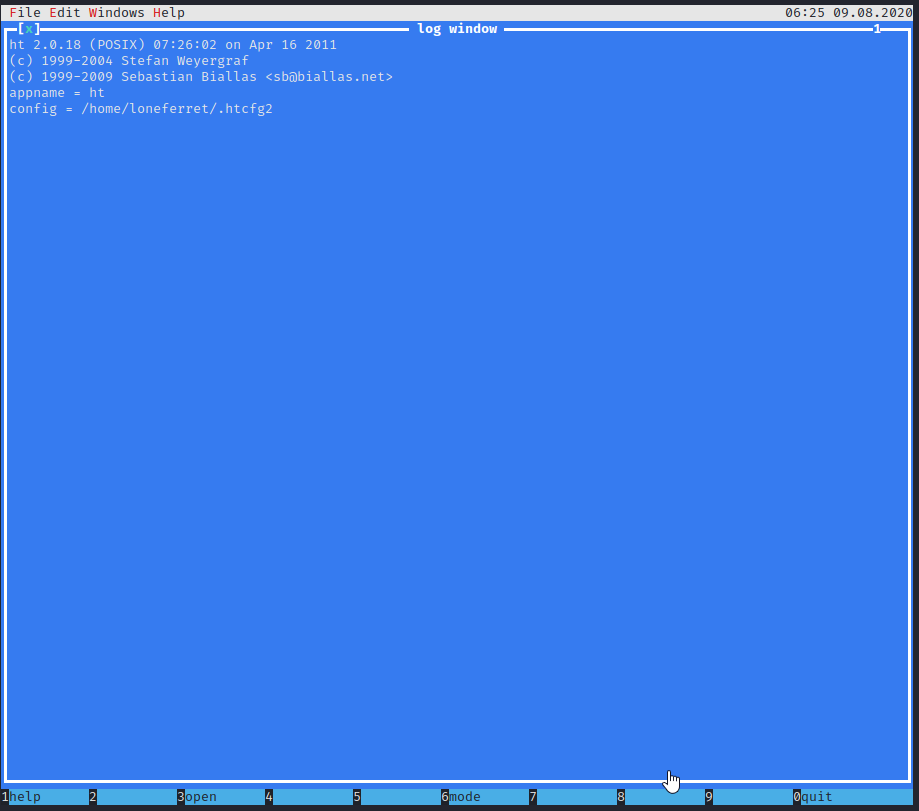 File Edit Windows Help 06:25 09.08.2020
[x] log window 1
ht 2.0.18 (POSIX) 07:26:02 on Apr 16 2011
(c) 1999-2004 Stefan Weyergraf
(c) 1999-2009 Sebastian Biallas <sb@biallas.net>
appname = ht
config = /home/loneferret/.htcfg2
1help 2 3open 4 5 6mode 7 8 9 0quit